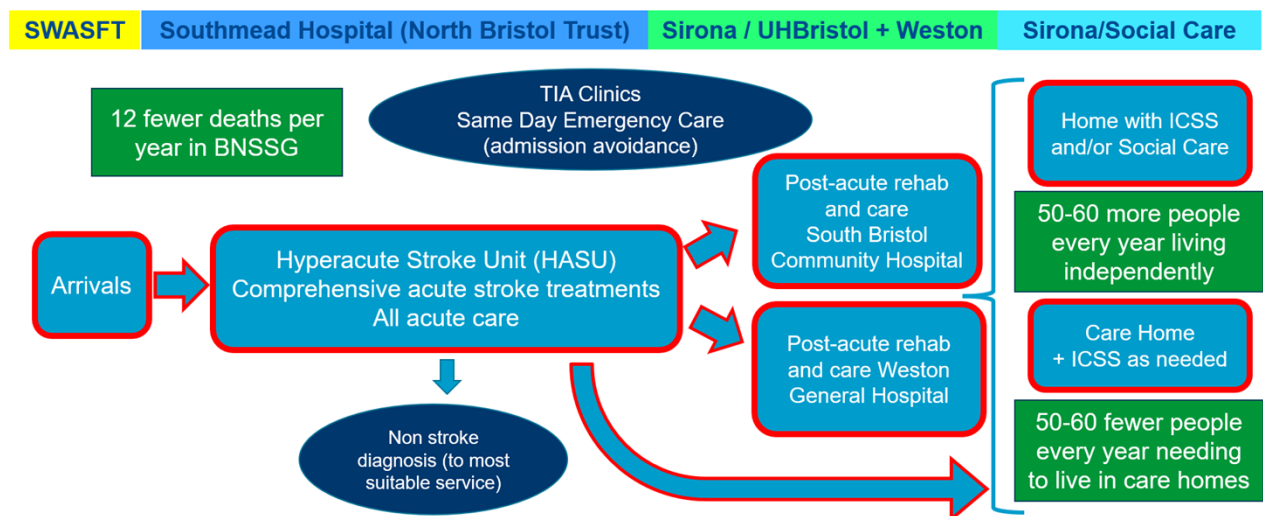 SWASFT
Southmead Hospital (North Bristol Trust)
Sirona / UHBristol + Weston
Sirona/Social Care
12 fewer deaths per
year in BNSSG
TIA Clinics
Same Day Emergency Care
(admission avoidance)
Arrivals
Hyperacute Stroke Unit (HASU)
Comprehensive acute stroke treatments
All acute care
Non stroke
diagnosis (to most
suitable service)
Post-acute rehab
and care
South Bristol
Community Hospital
Post-acute rehab
and care Weston
General Hospital
Home with ICSS
and/or Social Care
50-60 more people
every year living
independently
Care Home
+ ICSS as needed
50-60 fewer people
every year needing
to live in care homes